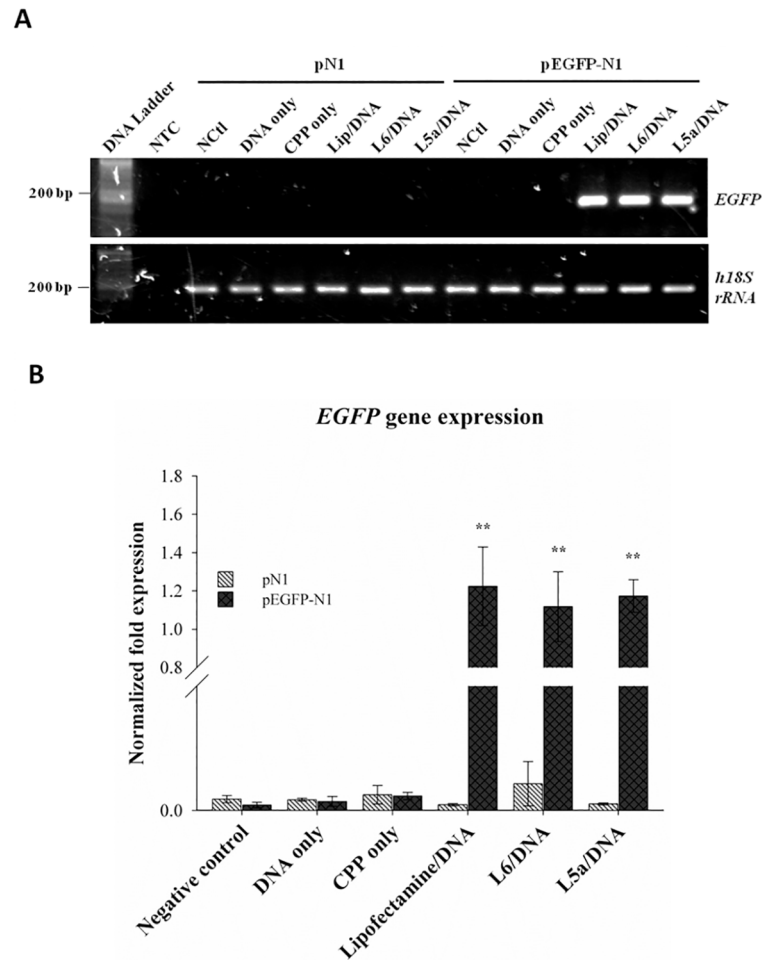 A
pN1 pEGFP-N1
DNA Ladder NTC NCtl DNA only CPP only Lip/DNA L6/DNA L5a/DNA NCtl DNA only CPP only Lip/DNA L6/DNA L5a/DNA
200 bp EGFP
200 bp h18S
rRNA
B
EGFP gene expression
Normalized fold expression
1.8
1.6
1.4
1.2
1.0
0.8
0.0
** ** **
pN1
pEGFP-N1
Negative control DNA only CPP only Lipofectamine/DNA L6/DNA L5a/DNA